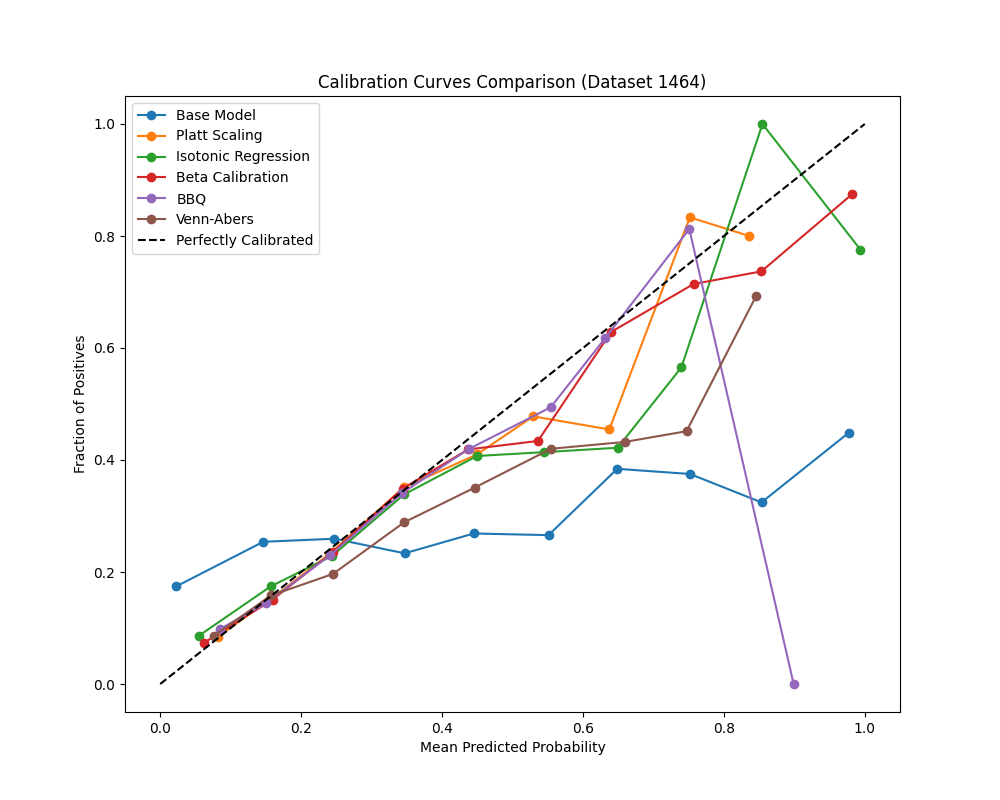 Calibration Curves Comparison (Dataset 1464)
Base Model
Platt Scaling
Isotonic Regression
Beta Calibration
BBQ
Venn-Abers
Perfectly Calibrated
Fraction of Positives
1.0
0.8
0.6
0.4
0.2
0.0
0.0 0.2 0.4 0.6 0.8 1.0
Mean Predicted Probability